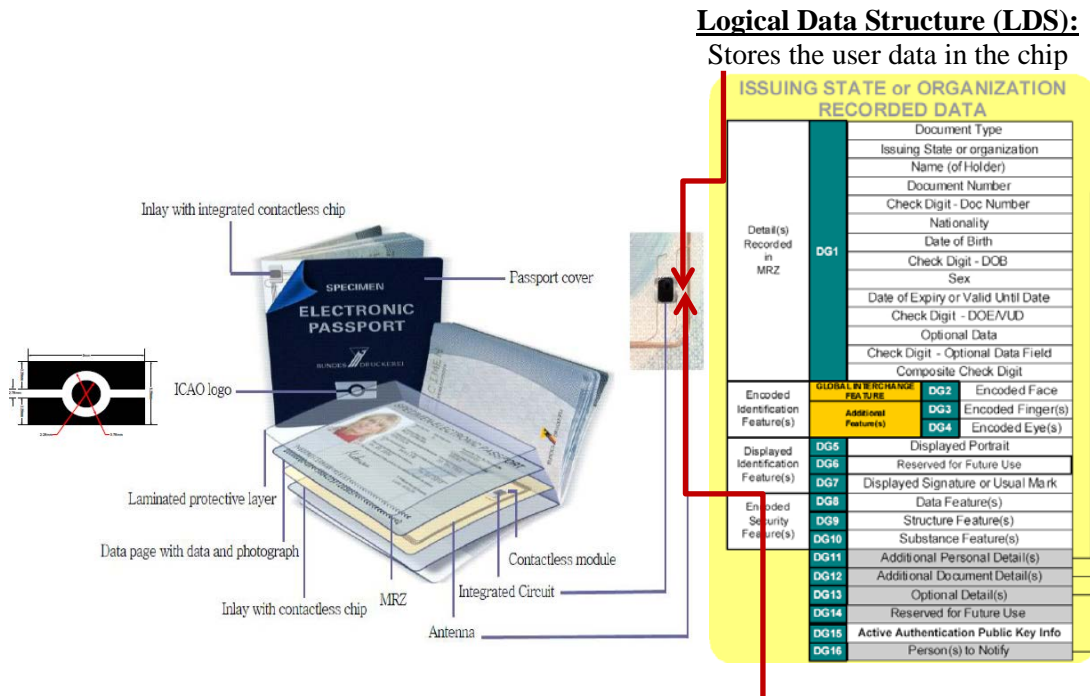 Logical Data Structure (LDS):
Stores the user data in the chip
ISSUING STATE or ORGANIZATION
RECORDED DATA
Detail(s)
Recorded
in
MRZ
DG1
Document Type
Issuing State or organization
Name (of Holder)
Document Number
Check Digit - Doc Number
Nationality
Date of Birth
Check Digit - DOB
Sex
Date of Expiry or Valid Until Date
Check Digit - DOE/VUD
Optional Data
Check Digit - Optional Data Field
Composite Check Digit
Encoded
Identification
Feature(s)
GLOBAL INTERCHANGE
FEATURE
DG2 Encoded Face
Additional
Feature(s)
DG3 Encoded Finger(s)
DG4 Encoded Eye(s)
Displayed
Identification
Feature(s)
DG5 Displayed Portrait
DG6 Reserved for Future Use
DG7 Displayed Signature or Usual Mark
Encoded
Security
Feature(s)
DG8 Data Feature(s)
DG9 Structure Feature(s)
DG10 Substance Feature(s)
DG11 Additional Personal Detail(s)
DG12 Additional Document Detail(s)
DG13 Optional Detail(s)
DG14 Reserved for Future Use
DG15 Active Authentication Public Key Info
DG16 Person(s) to Notify
Inlay with integrated contactless chip
Passport cover
SPECIMEN
ELECTRONIC
PASSPORT
BUNDESDRUCKEREI
ICAO logo
Laminated protective layer
Data page with data and photograph
Inlay with contactless chip
MRZ
Antenna
Integrated Circuit
Contactless module